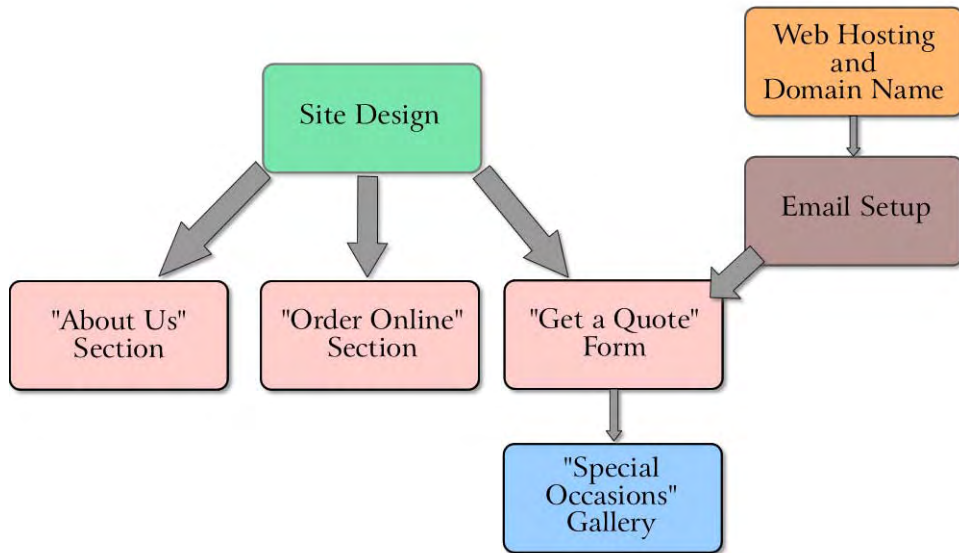 Web Hosting
and
Domain Name
Site Design
Email Setup
"About Us"
Section
"Order Online"
Section
"Get a Quote"
Form
"Special
Occasions"
Gallery